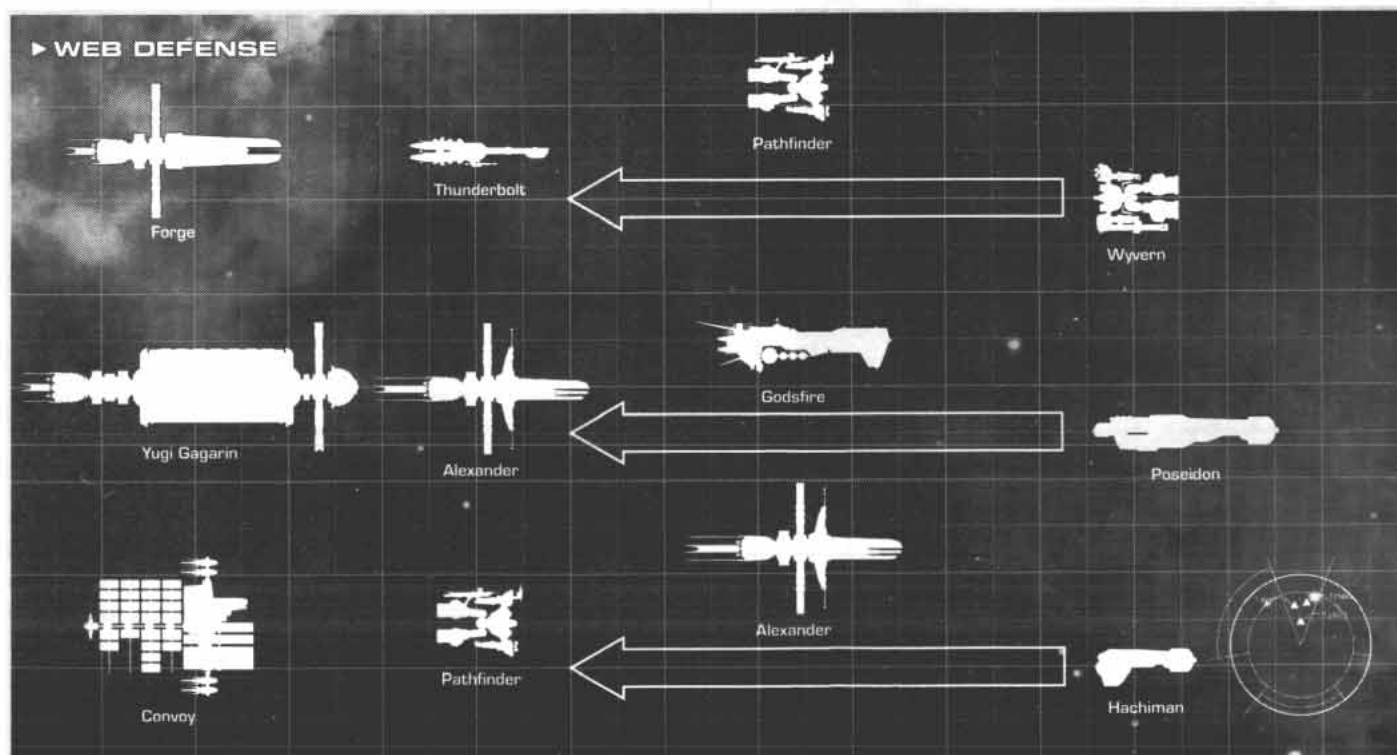 ▸ WEB DEFENSE
Pathfinder
Forge
Thunderbolt
Wyvern
Yugi Gagarin
Alexander
Godsfire
Poseidon
Convoy
Pathfinder
Alexander
Hachiman